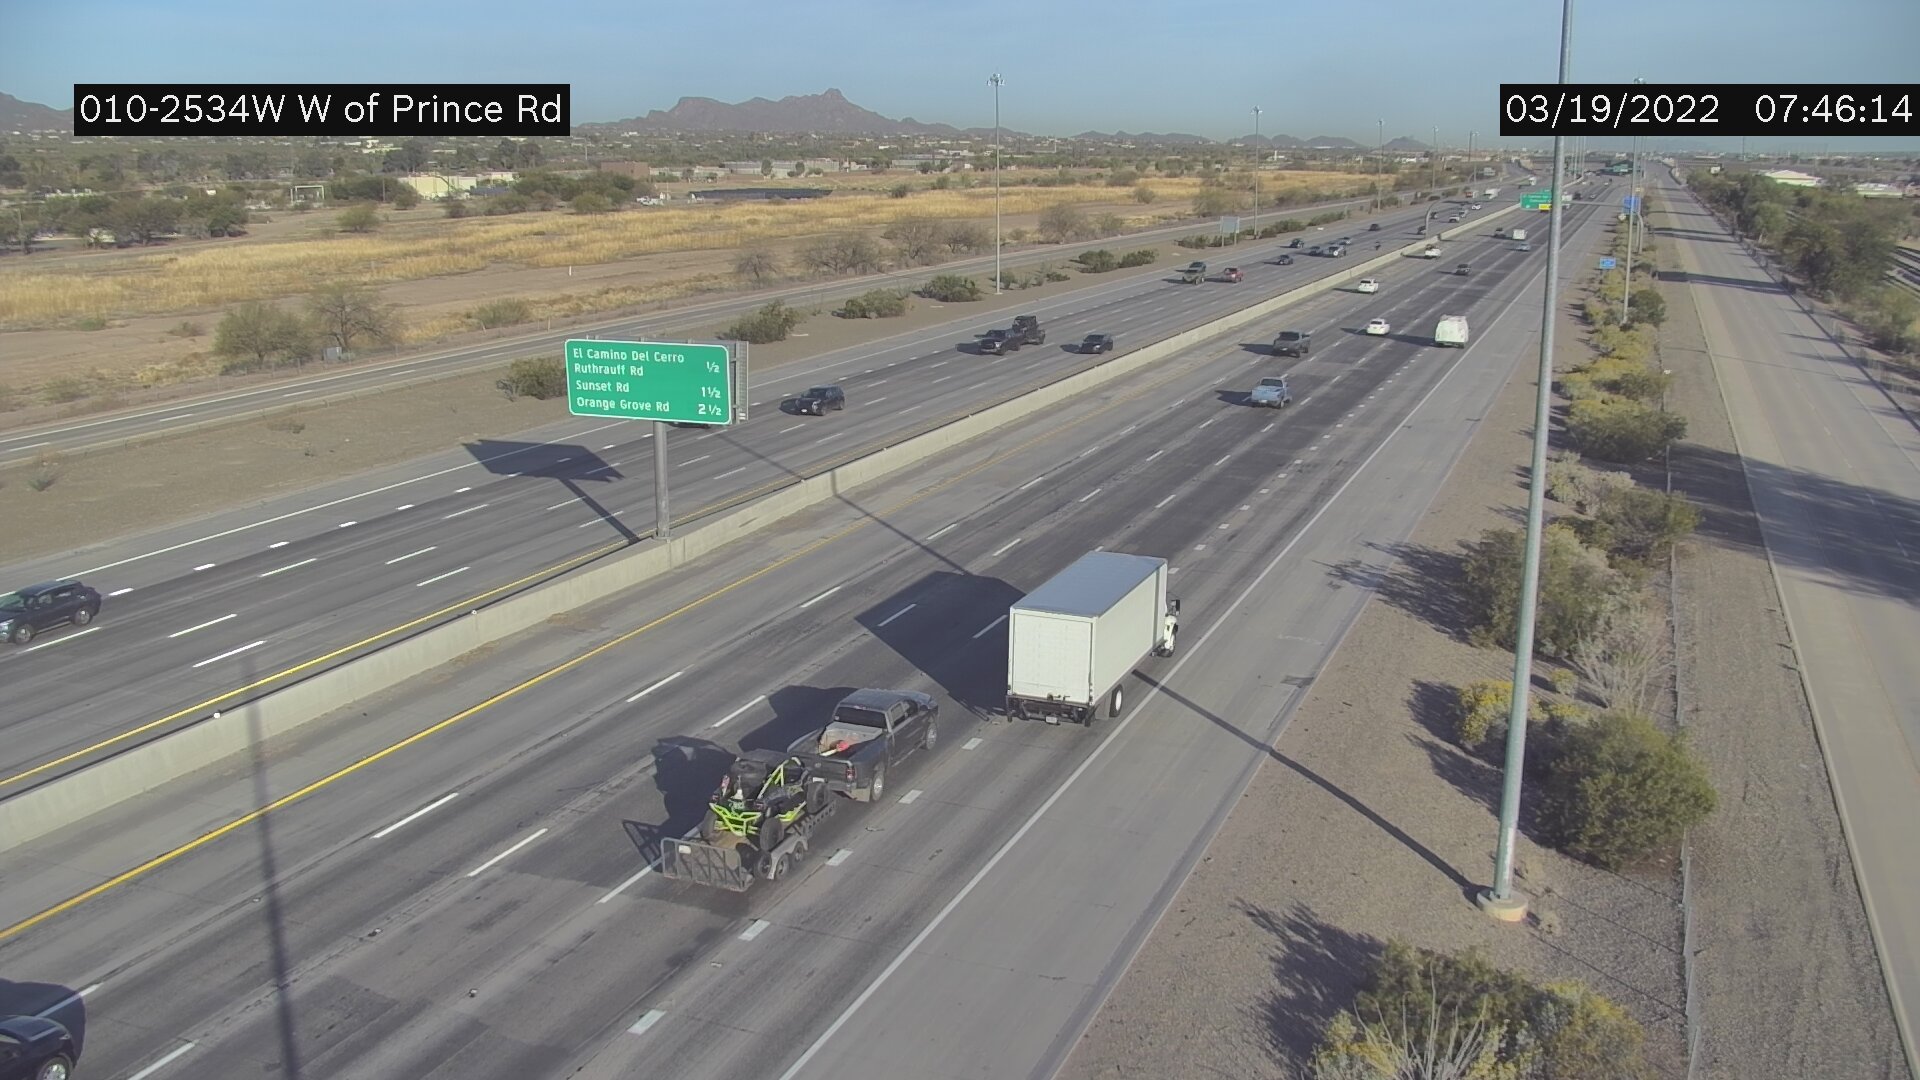 010-2534W W of Prince Rd
03/19/2022 07:46:14
El Camino Del Cerro
Ruthrauff Rd ½
Sunset Rd 1½
Orange Grove Rd 2½